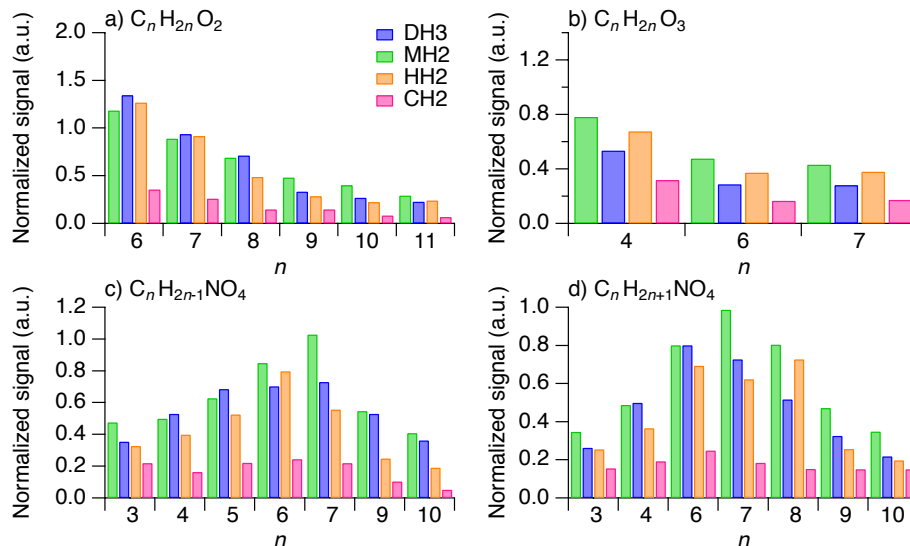 a) CnH2nO2
Normalized signal (a.u.)
2.0
1.5
1.0
0.5
0.0
DH3
MH2
HH2
CH2
6 7 8 9 10 11
n
b) CnH2nO3
Normalized signal (a.u.)
1.2
0.8
0.4
0.0
4 6 7
n
c) CnH2n-1NO4
Normalized signal (a.u.)
1.2
1.0
0.8
0.6
0.4
0.2
0.0
3 4 5 6 7 9 10
n
d) CnH2n+1NO4
Normalized signal (a.u.)
1.0
0.8
0.6
0.4
0.2
0.0
3 4 6 7 8 9 10
n